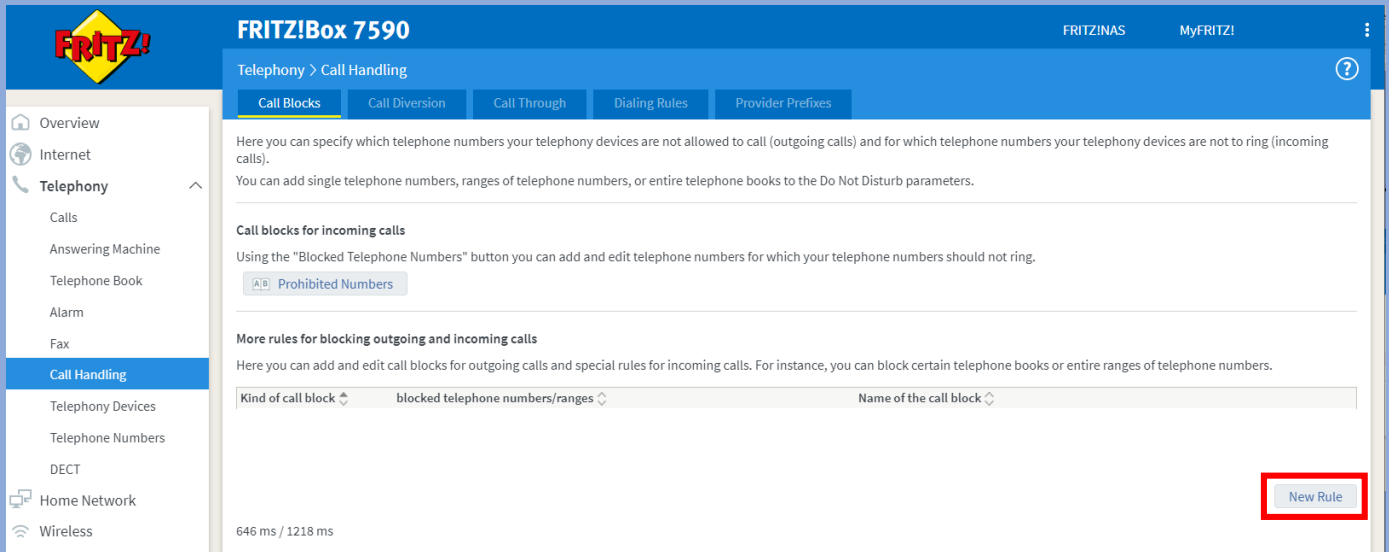 FRITZ!
FRITZ!Box 7590
FRITZ!NAS
MyFRITZ!
Telephony > Call Handling
?
Call Blocks
Call Diversion
Call Through
Dialing Rules
Provider Prefixes
Overview
Internet
Telephony
Calls
Answering Machine
Telephone Book
Alarm
Fax
Call Handling
Telephony Devices
Telephone Numbers
DECT
Home Network
Wireless
Here you can specify which telephone numbers your telephony devices are not allowed to call (outgoing calls) and for which telephone numbers your telephony devices are not to ring (incoming
calls).
You can add single telephone numbers, ranges of telephone numbers, or entire telephone books to the Do Not Disturb parameters.
Call blocks for incoming calls
Using the "Blocked Telephone Numbers" button you can add and edit telephone numbers for which your telephone numbers should not ring.
AB Prohibited Numbers
More rules for blocking outgoing and incoming calls
Here you can add and edit call blocks for outgoing calls and special rules for incoming calls. For instance, you can block certain telephone books or entire ranges of telephone numbers.
Kind of call block
blocked telephone numbers/ranges
Name of the call block
New Rule
646 ms / 1218 ms